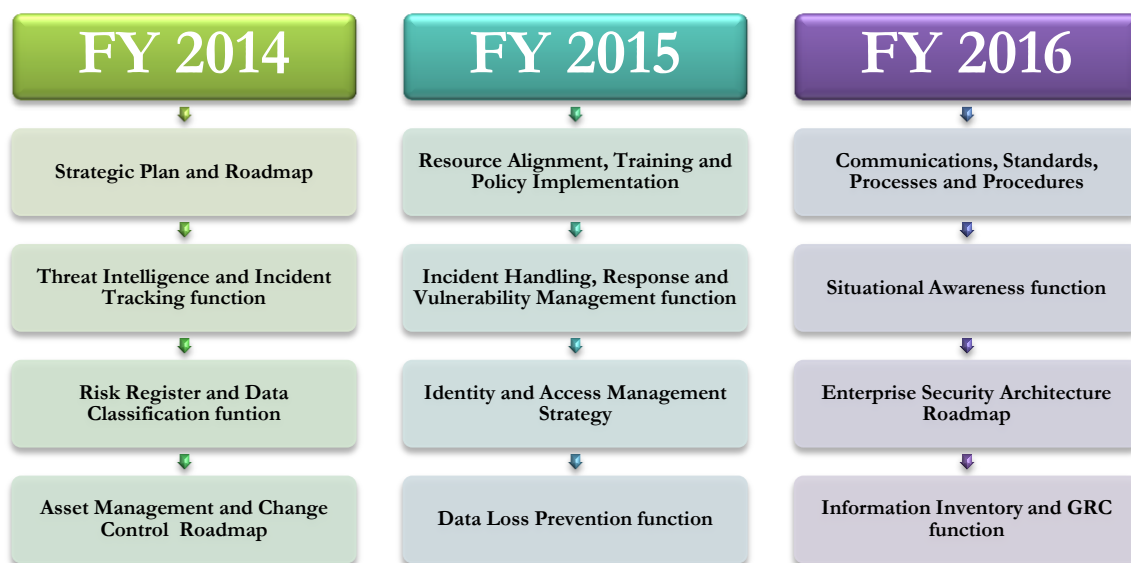 FY 2014
Strategic Plan and Roadmap
Threat Intelligence and Incident
Tracking function
Risk Register and Data
Classification funtion
Asset Management and Change
Control Roadmap
FY 2015
Resource Alignment, Training and
Policy Implementation
Incident Handling, Response and
Vulnerability Management function
Identity and Access Management
Strategy
Data Loss Prevention function
FY 2016
Communications, Standards,
Processes and Procedures
Situational Awareness function
Enterprise Security Architecture
Roadmap
Information Inventory and GRC
function